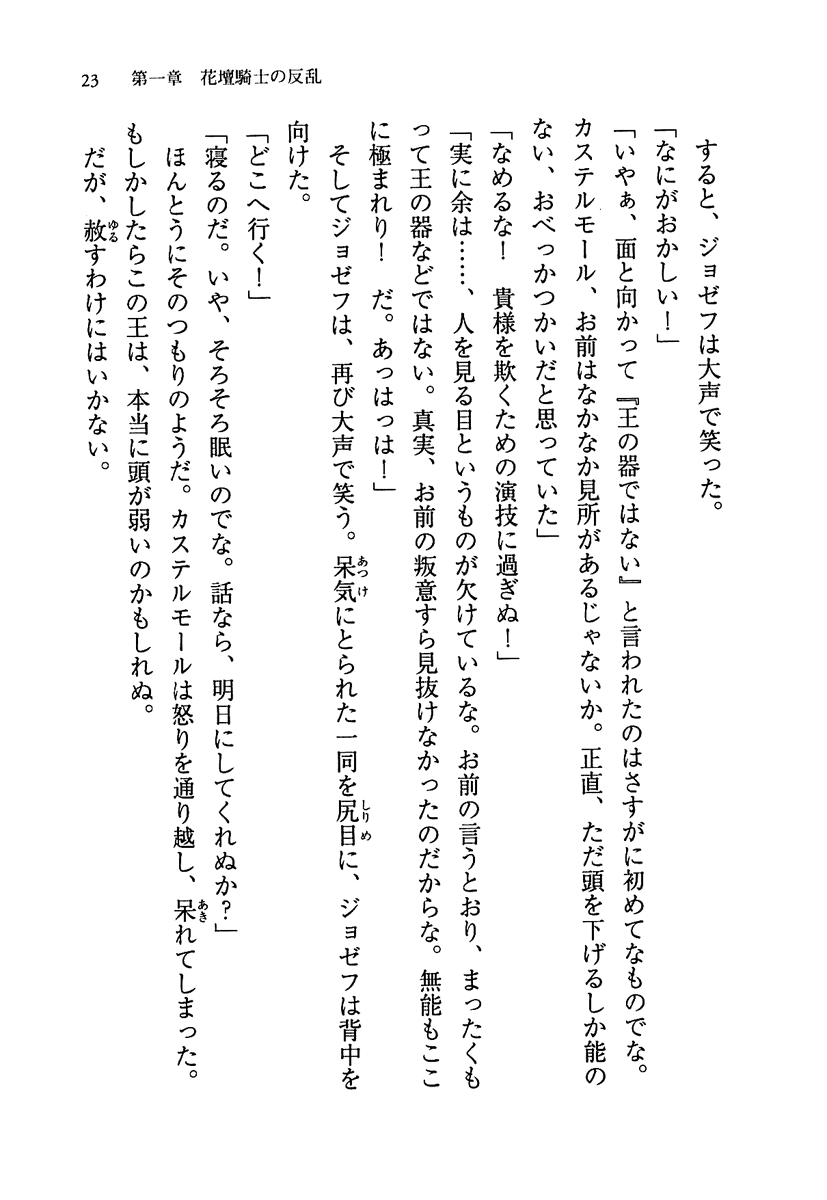 23　第一章　花壇騎士の反乱
　すると、ジョゼフは大声で笑った。
「なにがおかしい！」
「いやぁ、面と向かって『王の器ではない』と言われたのはさすがに初めてなものでな。
カステルモール、お前はなかなか見所があるじゃないか。正直、ただ頭を下げるしか能の
ない、おべっかつかいだと思っていた」
「なめるな！　貴様を欺くための演技に過ぎぬ！」
「実に余は……、人を見る目というものが欠けているな。お前の言うとおり、まったくも
って王の器などではない。真実、お前の叛意すら見抜けなかったのだからな。無能もここ
に極まれり！　だ。あっはっは！」
　そしてジョゼフは、再び大声で笑う。呆気にとられた一同を尻目に、ジョゼフは背中を
向けた。
「どこへ行く！」
「寝るのだ。いや、そろそろ眠いのでな。話なら、明日にしてくれぬか？」
　ほんとうにそのつもりのようだ。カステルモールは怒りを通り越し、呆れてしまった。
もしかしたらこの王は、本当に頭が弱いのかもしれぬ。
　だが、赦すわけにはいかない。